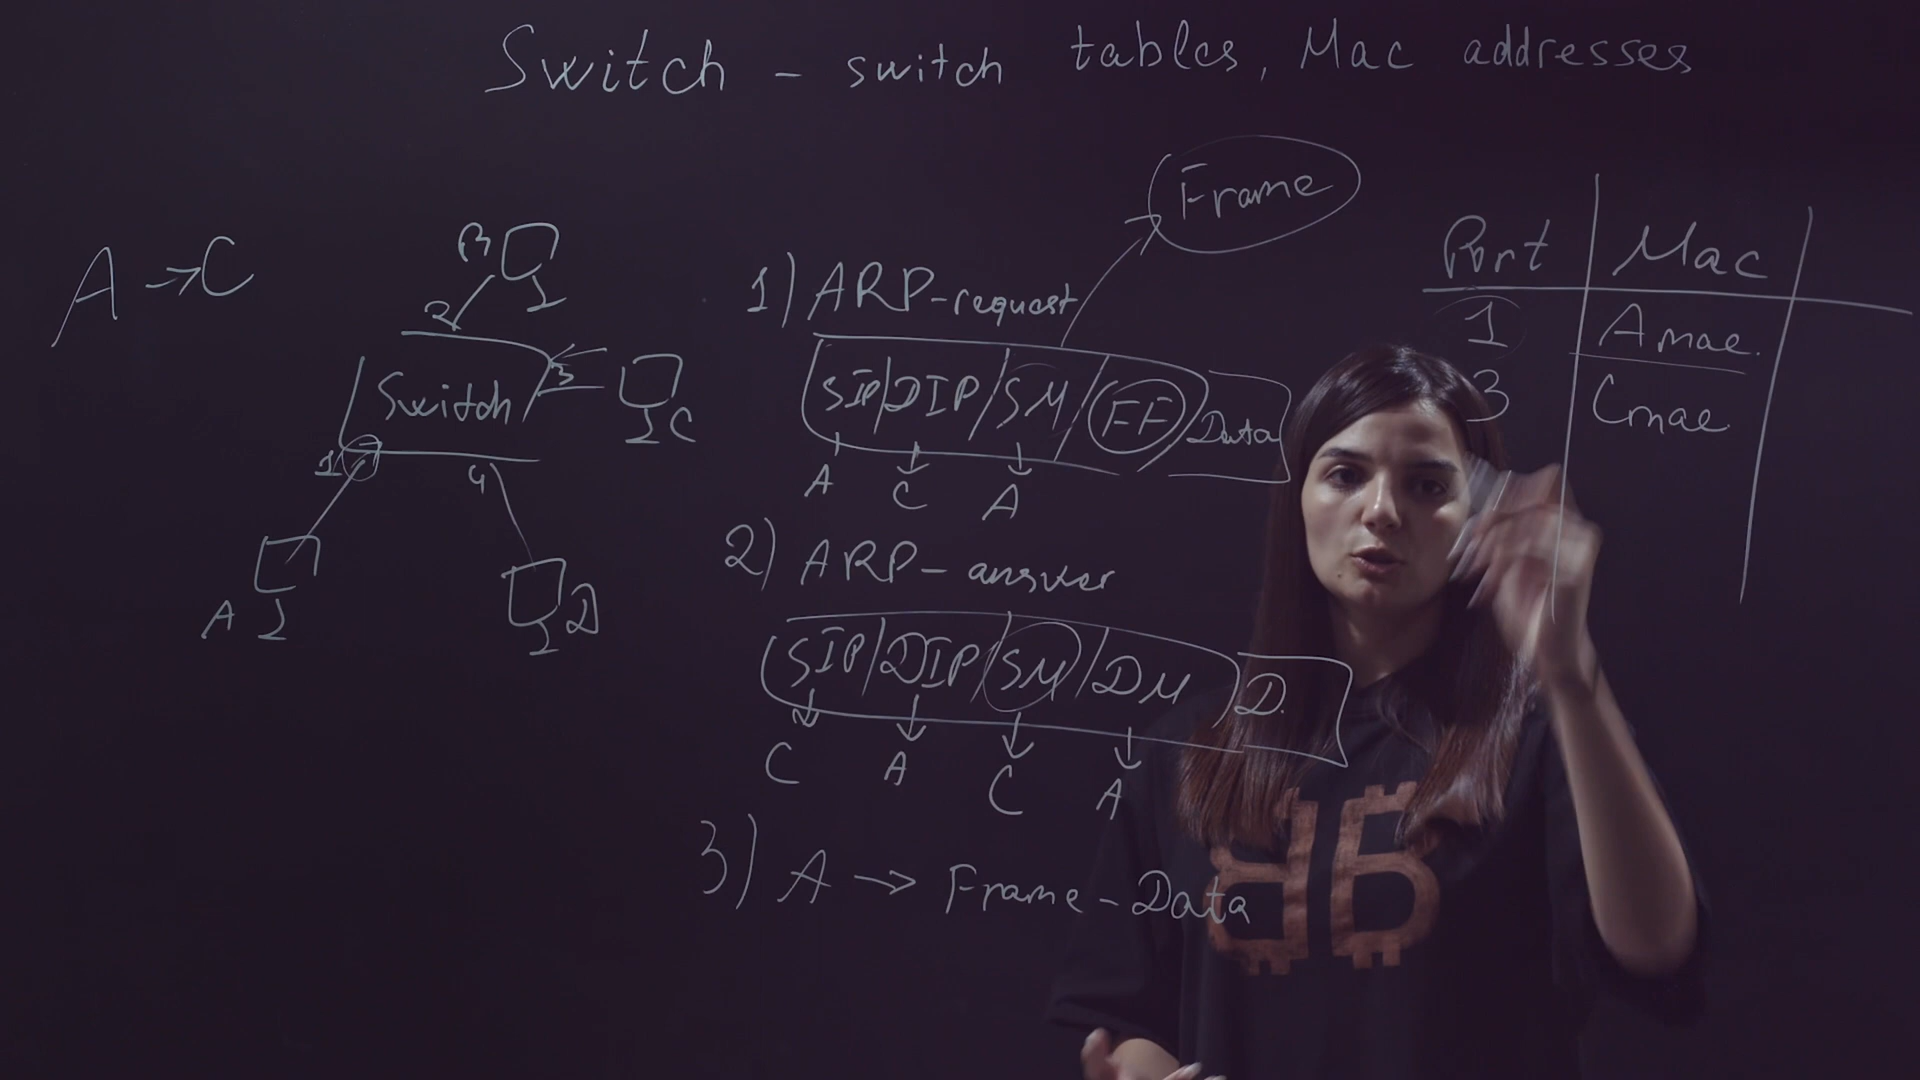 Switch - switch tables, Mac addresses
Frame
A → C
B
2
Switch
3
C
1
4
A
D
1) ARP-request
SIP/DIP/SM/FF Data
A C A
2) ARP-answer
SIP/DIP/SM/DM D.
C A C A
3) A → Frame-Data
Port Mac
1 A mac.
3 C mac.